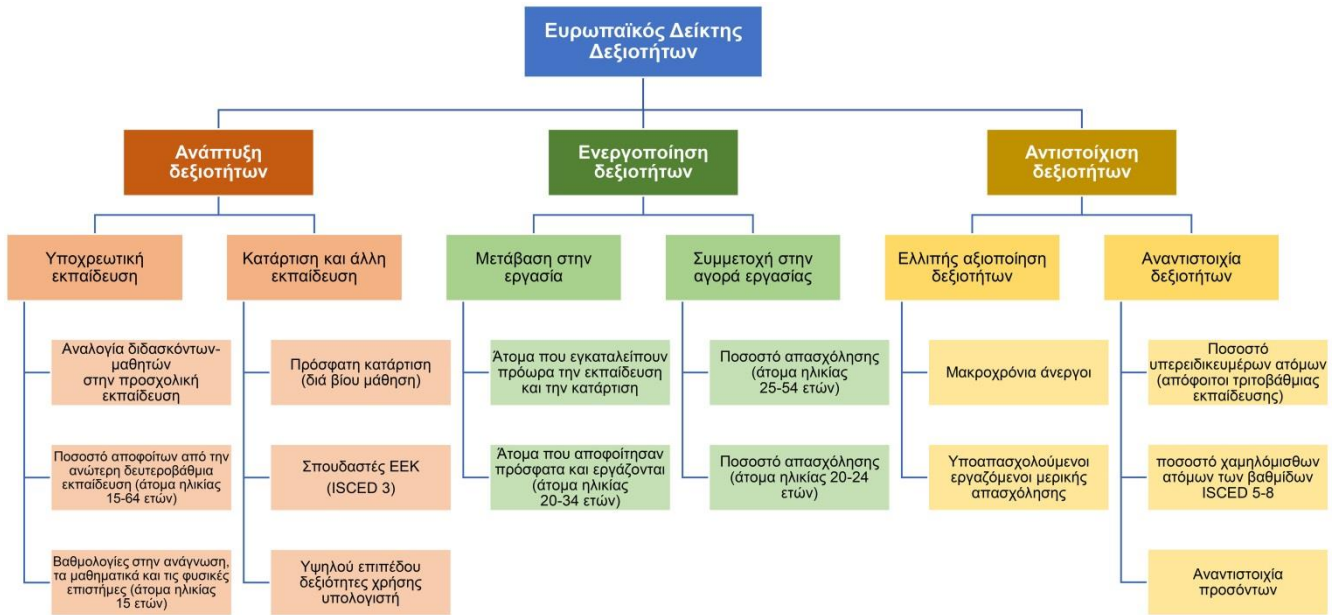 Ευρωπαϊκός Δείκτης
Δεξιοτήτων
Ανάπτυξη
δεξιοτήτων
Ενεργοποίηση
δεξιοτήτων
Αντιστοίχιση
δεξιοτήτων
Υποχρεωτική
εκπαίδευση
Κατάρτιση και άλλη
εκπαίδευση
Μετάβαση στην
εργασία
Συμμετοχή στην
αγορά εργασίας
Ελλιπής αξιοποίηση
δεξιοτήτων
Αναντιστοιχία
δεξιοτήτων
Αναλογία διδασκόντων-
μαθητών
στην προσχολική
εκπαίδευση
Πρόσφατη κατάρτιση
(διά βίου μάθηση)
Άτομα που εγκαταλείπουν
πρόωρα την εκπαίδευση
και την κατάρτιση
Ποσοστό απασχόλησης
(άτομα ηλικίας
25-54 ετών)
Μακροχρόνια άνεργοι
Ποσοστό
υπερειδικευμέρων ατόμων
(απόφοιτοι τριτοβάθμιας
εκπαίδευσης)
Ποσοστό αποφοίτων από την
ανώτερη δευτεροβάθμια
εκπαίδευση (άτομα ηλικίας
15-64 ετών)
Σπουδαστές ΕΕΚ
(ISCED 3)
Άτομα που αποφοίτησαν
πρόσφατα και εργάζονται
(άτομα ηλικίας
20-34 ετών)
Ποσοστό απασχόλησης
(άτομα ηλικίας 20-24
ετών)
Υποαπασχολούμενοι
εργαζόμενοι μερικής
απασχόλησης
ποσοστό χαμηλόμισθων
ατόμων των βαθμίδων
ISCED 5-8
Βαθμολογίες στην ανάγνωση,
τα μαθηματικά και τις φυσικές
επιστήμες (άτομα ηλικίας
15 ετών)
Υψηλού επιπέδου
δεξιότητες χρήσης
υπολογιστή
Αναντιστοιχία
προσόντων